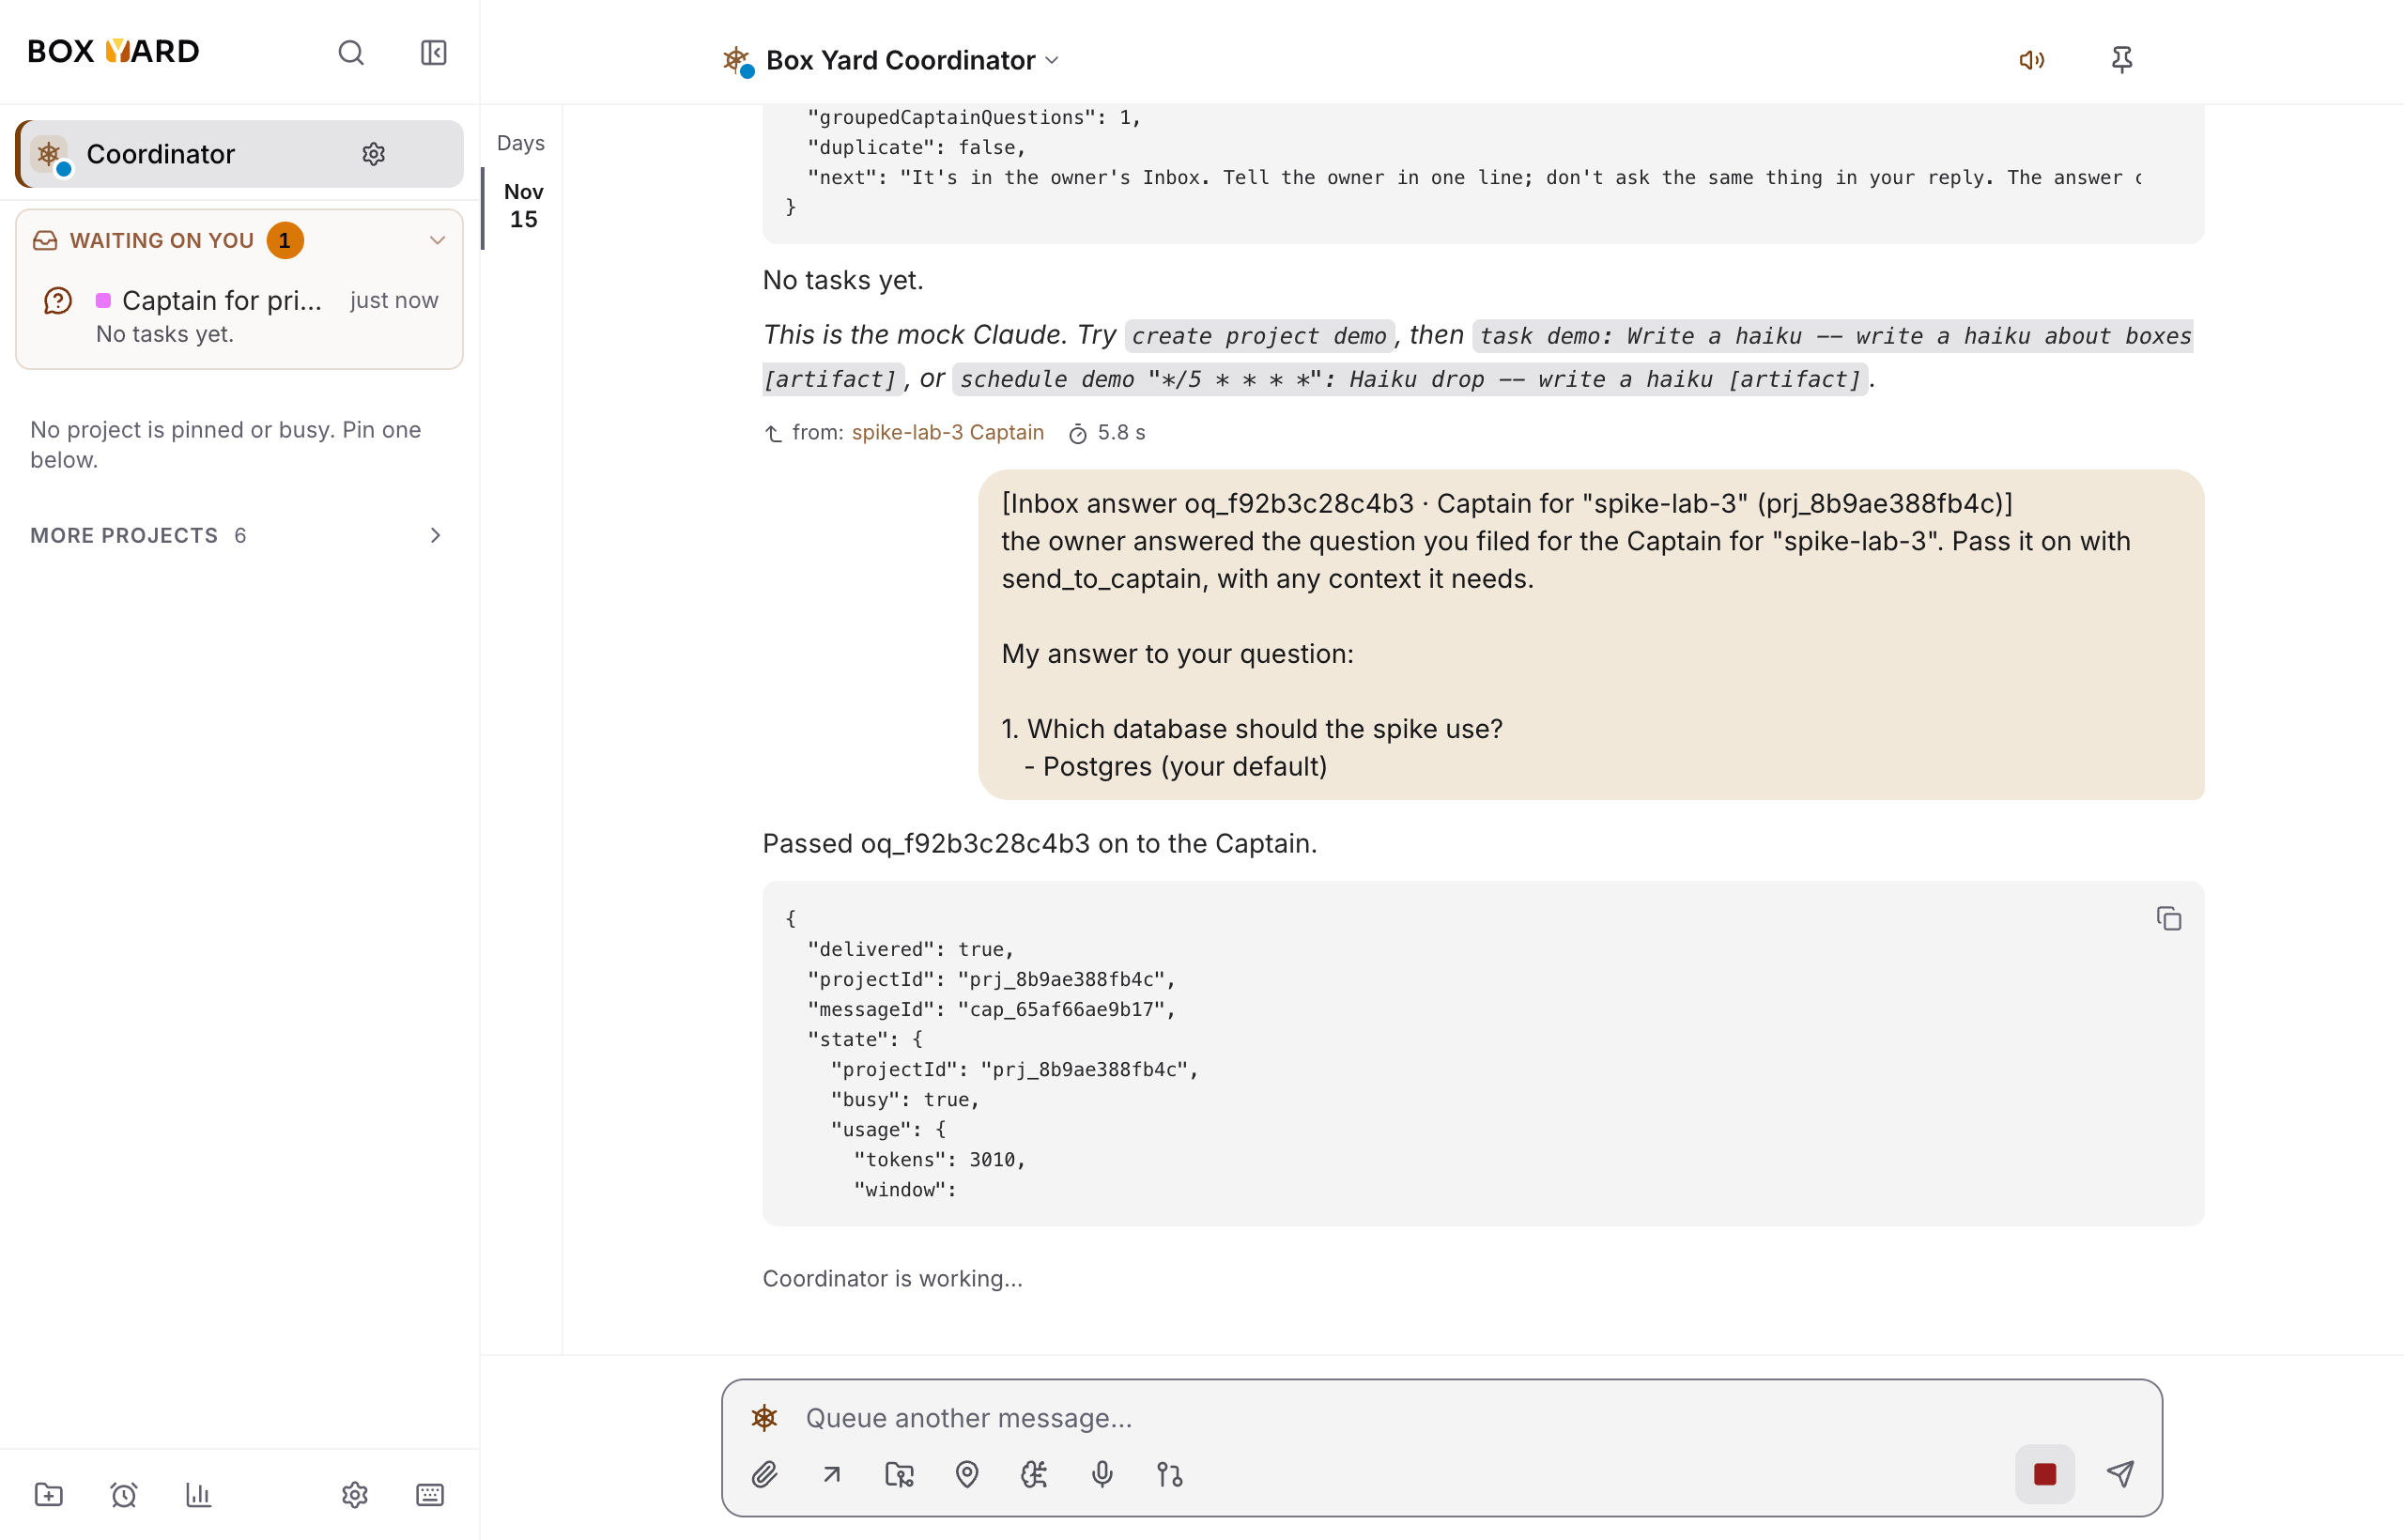 BOX YARD
Coordinator
WAITING ON YOU 1
Captain for pri... just now
No tasks yet.
No project is pinned or busy. Pin one
below.
MORE PROJECTS 6
Box Yard Coordinator
Days
Nov
15
"groupedCaptainQuestions": 1,
"duplicate": false,
"next": "It's in the owner's Inbox. Tell the owner in one line; don't ask the same thing in your reply. The answer
}
No tasks yet.
This is the mock Claude. Try create project demo, then task demo: Write a haiku -- write a haiku about boxes
[artifact], or schedule demo "*/5 * * * *": Haiku drop -- write a haiku [artifact].
from: spike-lab-3 Captain 5.8 s
[Inbox answer oq_f92b3c28c4b3 · Captain for "spike-lab-3" (prj_8b9ae388fb4c)]
the owner answered the question you filed for the Captain for "spike-lab-3". Pass it on with
send_to_captain, with any context it needs.
My answer to your question:
1. Which database should the spike use?
- Postgres (your default)
Passed oq_f92b3c28c4b3 on to the Captain.
{
"delivered": true,
"projectId": "prj_8b9ae388fb4c",
"messageId": "cap_65af66ae9b17",
"state": {
"projectId": "prj_8b9ae388fb4c",
"busy": true,
"usage": {
"tokens": 3010,
"window":
Coordinator is working...
Queue another message...